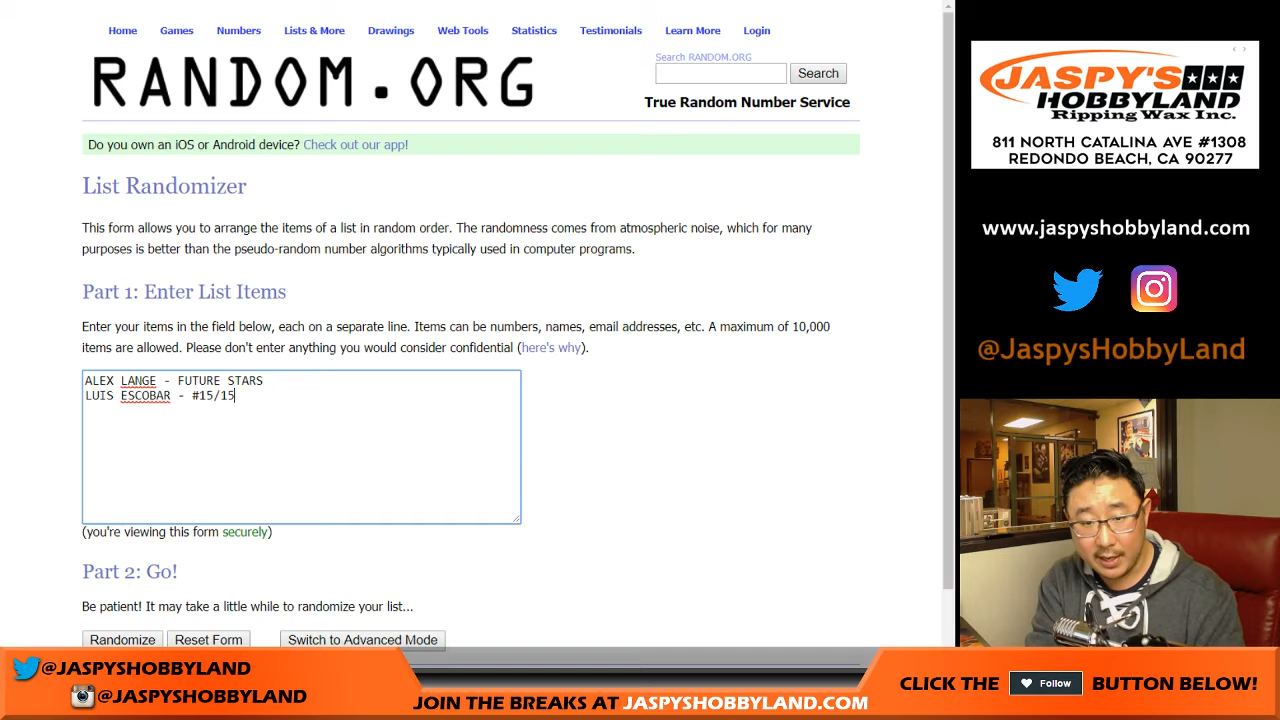 Home Games Numbers Lists & More Drawings Web Tools Statistics Testimonials Learn More Login
RANDOM.ORG
Search RANDOM.ORG
Search
True Random Number Service
Do you own an iOS or Android device? Check out our app!
List Randomizer
This form allows you to arrange the items of a list in random order. The randomness comes from atmospheric noise, which for many
purposes is better than the pseudo-random number algorithms typically used in computer programs.
Part 1: Enter List Items
Enter your items in the field below, each on a separate line. Items can be numbers, names, email addresses, etc. A maximum of 10,000
items are allowed. Please don't enter anything you would consider confidential (here's why).
ALEX LANGE - FUTURE STARS
LUIS ESCOBAR - #15/15
(you're viewing this form securely)
Part 2: Go!
Be patient! It may take a little while to randomize your list...
Randomize Reset Form Switch to Advanced Mode
JASPY'S
HOBBYLAND
Ripping Wax Inc.
811 NORTH CATALINA AVE #1308
REDONDO BEACH, CA 90277
www.jaspyshobbyland.com
@JaspysHobbyLand
@JASPYSHOBBYLAND
@JASPYSHOBBYLAND
JOIN THE BREAKS AT JASPYSHOBBYLAND.COM
CLICK THE Follow BUTTON BELOW!